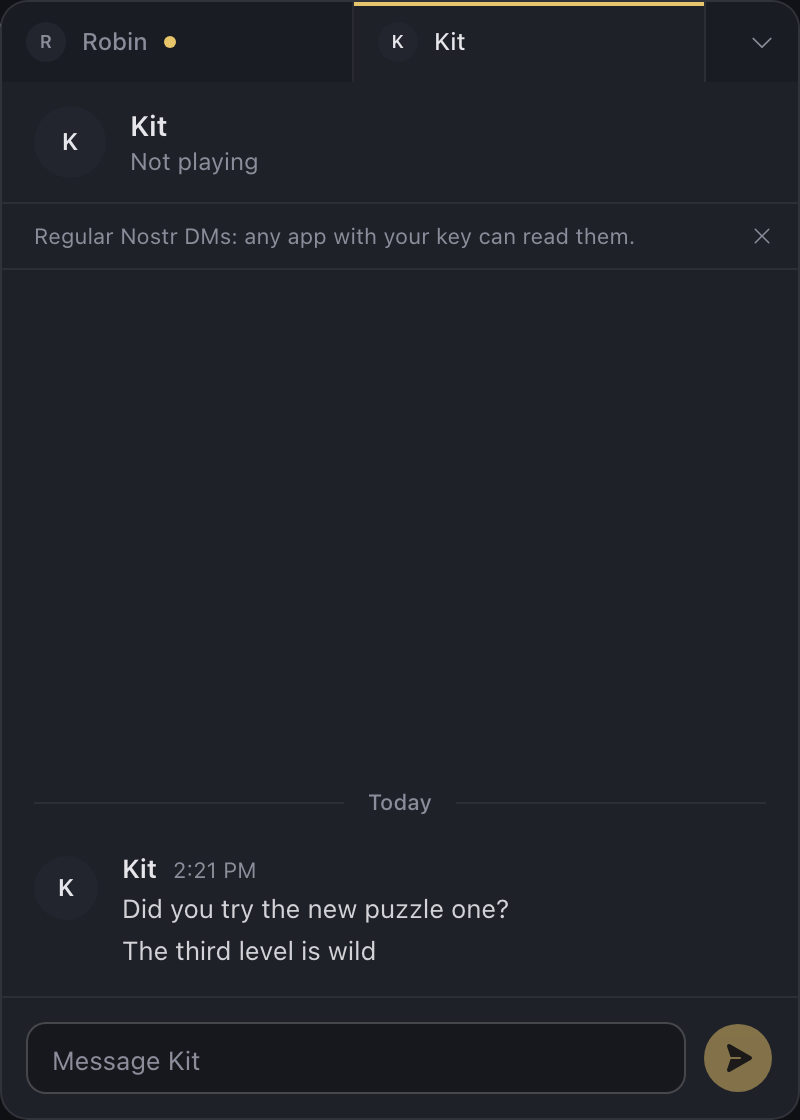 R Robin
K Kit
K
Kit
Not playing
Regular Nostr DMs: any app with your key can read them.
Today
K
Kit 2:21 PM
Did you try the new puzzle one?
The third level is wild
Message Kit